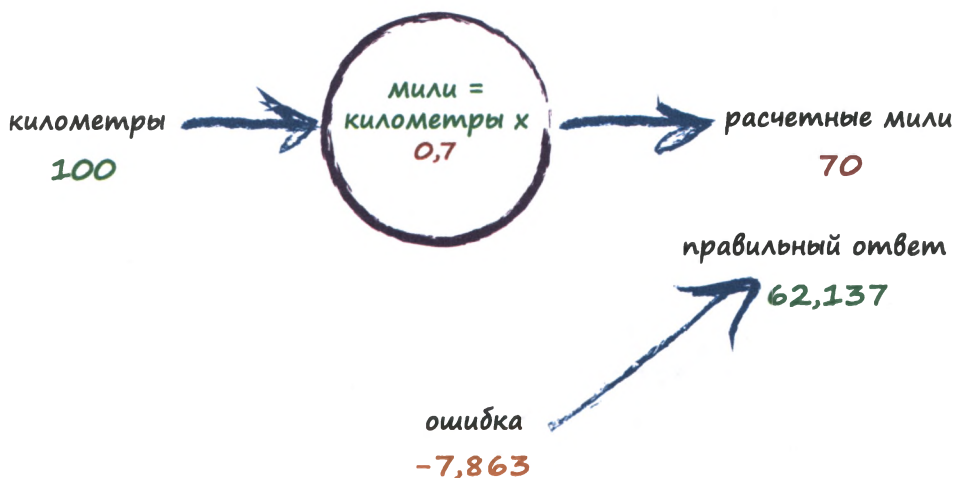 мили =
километры х
0,7
километры
100
расчетные мили
70
правильный ответ
62,137
ошибка
-7,863